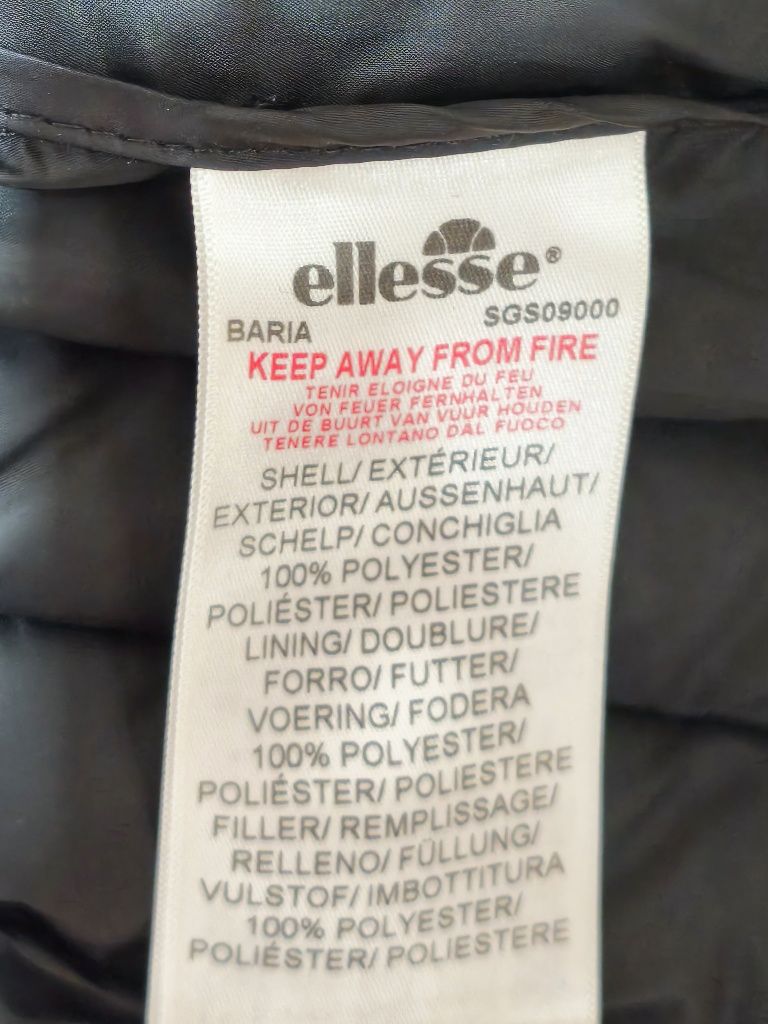 ellesse®
BARIA SGS09000
KEEP AWAY FROM FIRE
TENIR ELOIGNE DU FEU
VON FEUER FERNHALTEN
UIT DE BUURT VAN VUUR HOUDEN
TENERE LONTANO DAL FUOCO
SHELL/ EXTÉRIEUR/
EXTERIOR/ AUSSENHAUT/
SCHELP/ CONCHIGLIA
100% POLYESTER/
POLIÉSTER/ POLIESTERE
LINING/ DOUBLURE/
FORRO/ FUTTER/
VOERING/ FODERA
100% POLYESTER/
POLIÉSTER/ POLIESTERE
FILLER/ REMPLISSAGE/
RELLENO/ FÜLLUNG/
VULSTOF/ IMBOTTITURA
100% POLYESTER/
POLIÉSTER/ POLIESTERE